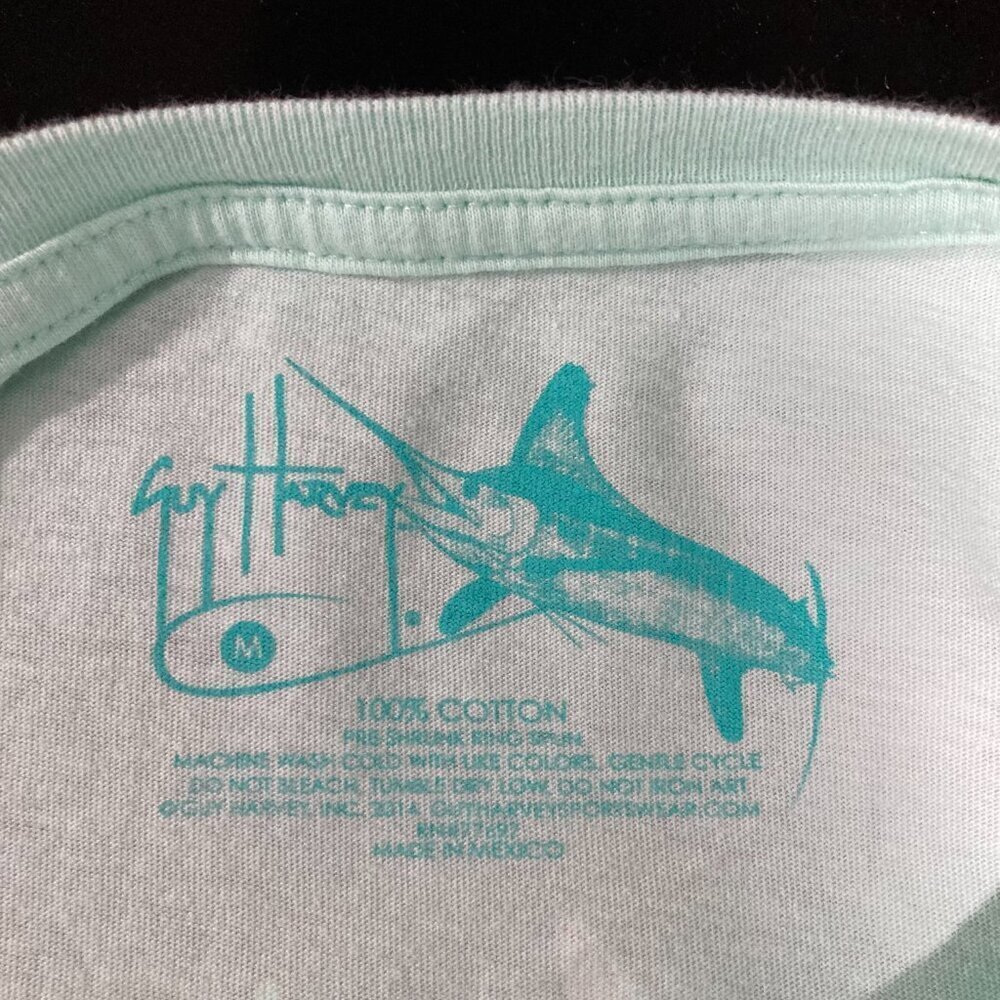 GUY HARVEY
M
100% COTTON
PRE SHRUNK RING SPUN
MACHINE WASH COLD WITH LIKE COLORS, GENTLE CYCLE
DO NOT BLEACH, TUMBLE DRY LOW, DO NOT IRON ART
©GUY HARVEY, INC. GUYHARVEYSPORTSWEAR.COM
MADE IN MEXICO